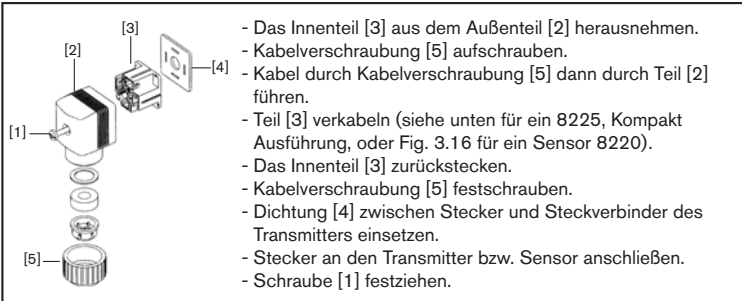 [3]
[2]
[4]
[1]
[5]
- Das Innenteil [3] aus dem Außenteil [2] herausnehmen.
- Kabelverschraubung [5] aufschrauben.
- Kabel durch Kabelverschraubung [5] dann durch Teil [2]
führen.
- Teil [3] verkabeln (siehe unten für ein 8225, Kompakt
Ausführung, oder Fig. 3.16 für ein Sensor 8220).
- Das Innenteil [3] zurückstecken.
- Kabelverschraubung [5] festschrauben.
- Dichtung [4] zwischen Stecker und Steckverbinder des
Transmitters einsetzen.
- Stecker an den Transmitter bzw. Sensor anschließen.
- Schraube [1] festziehen.